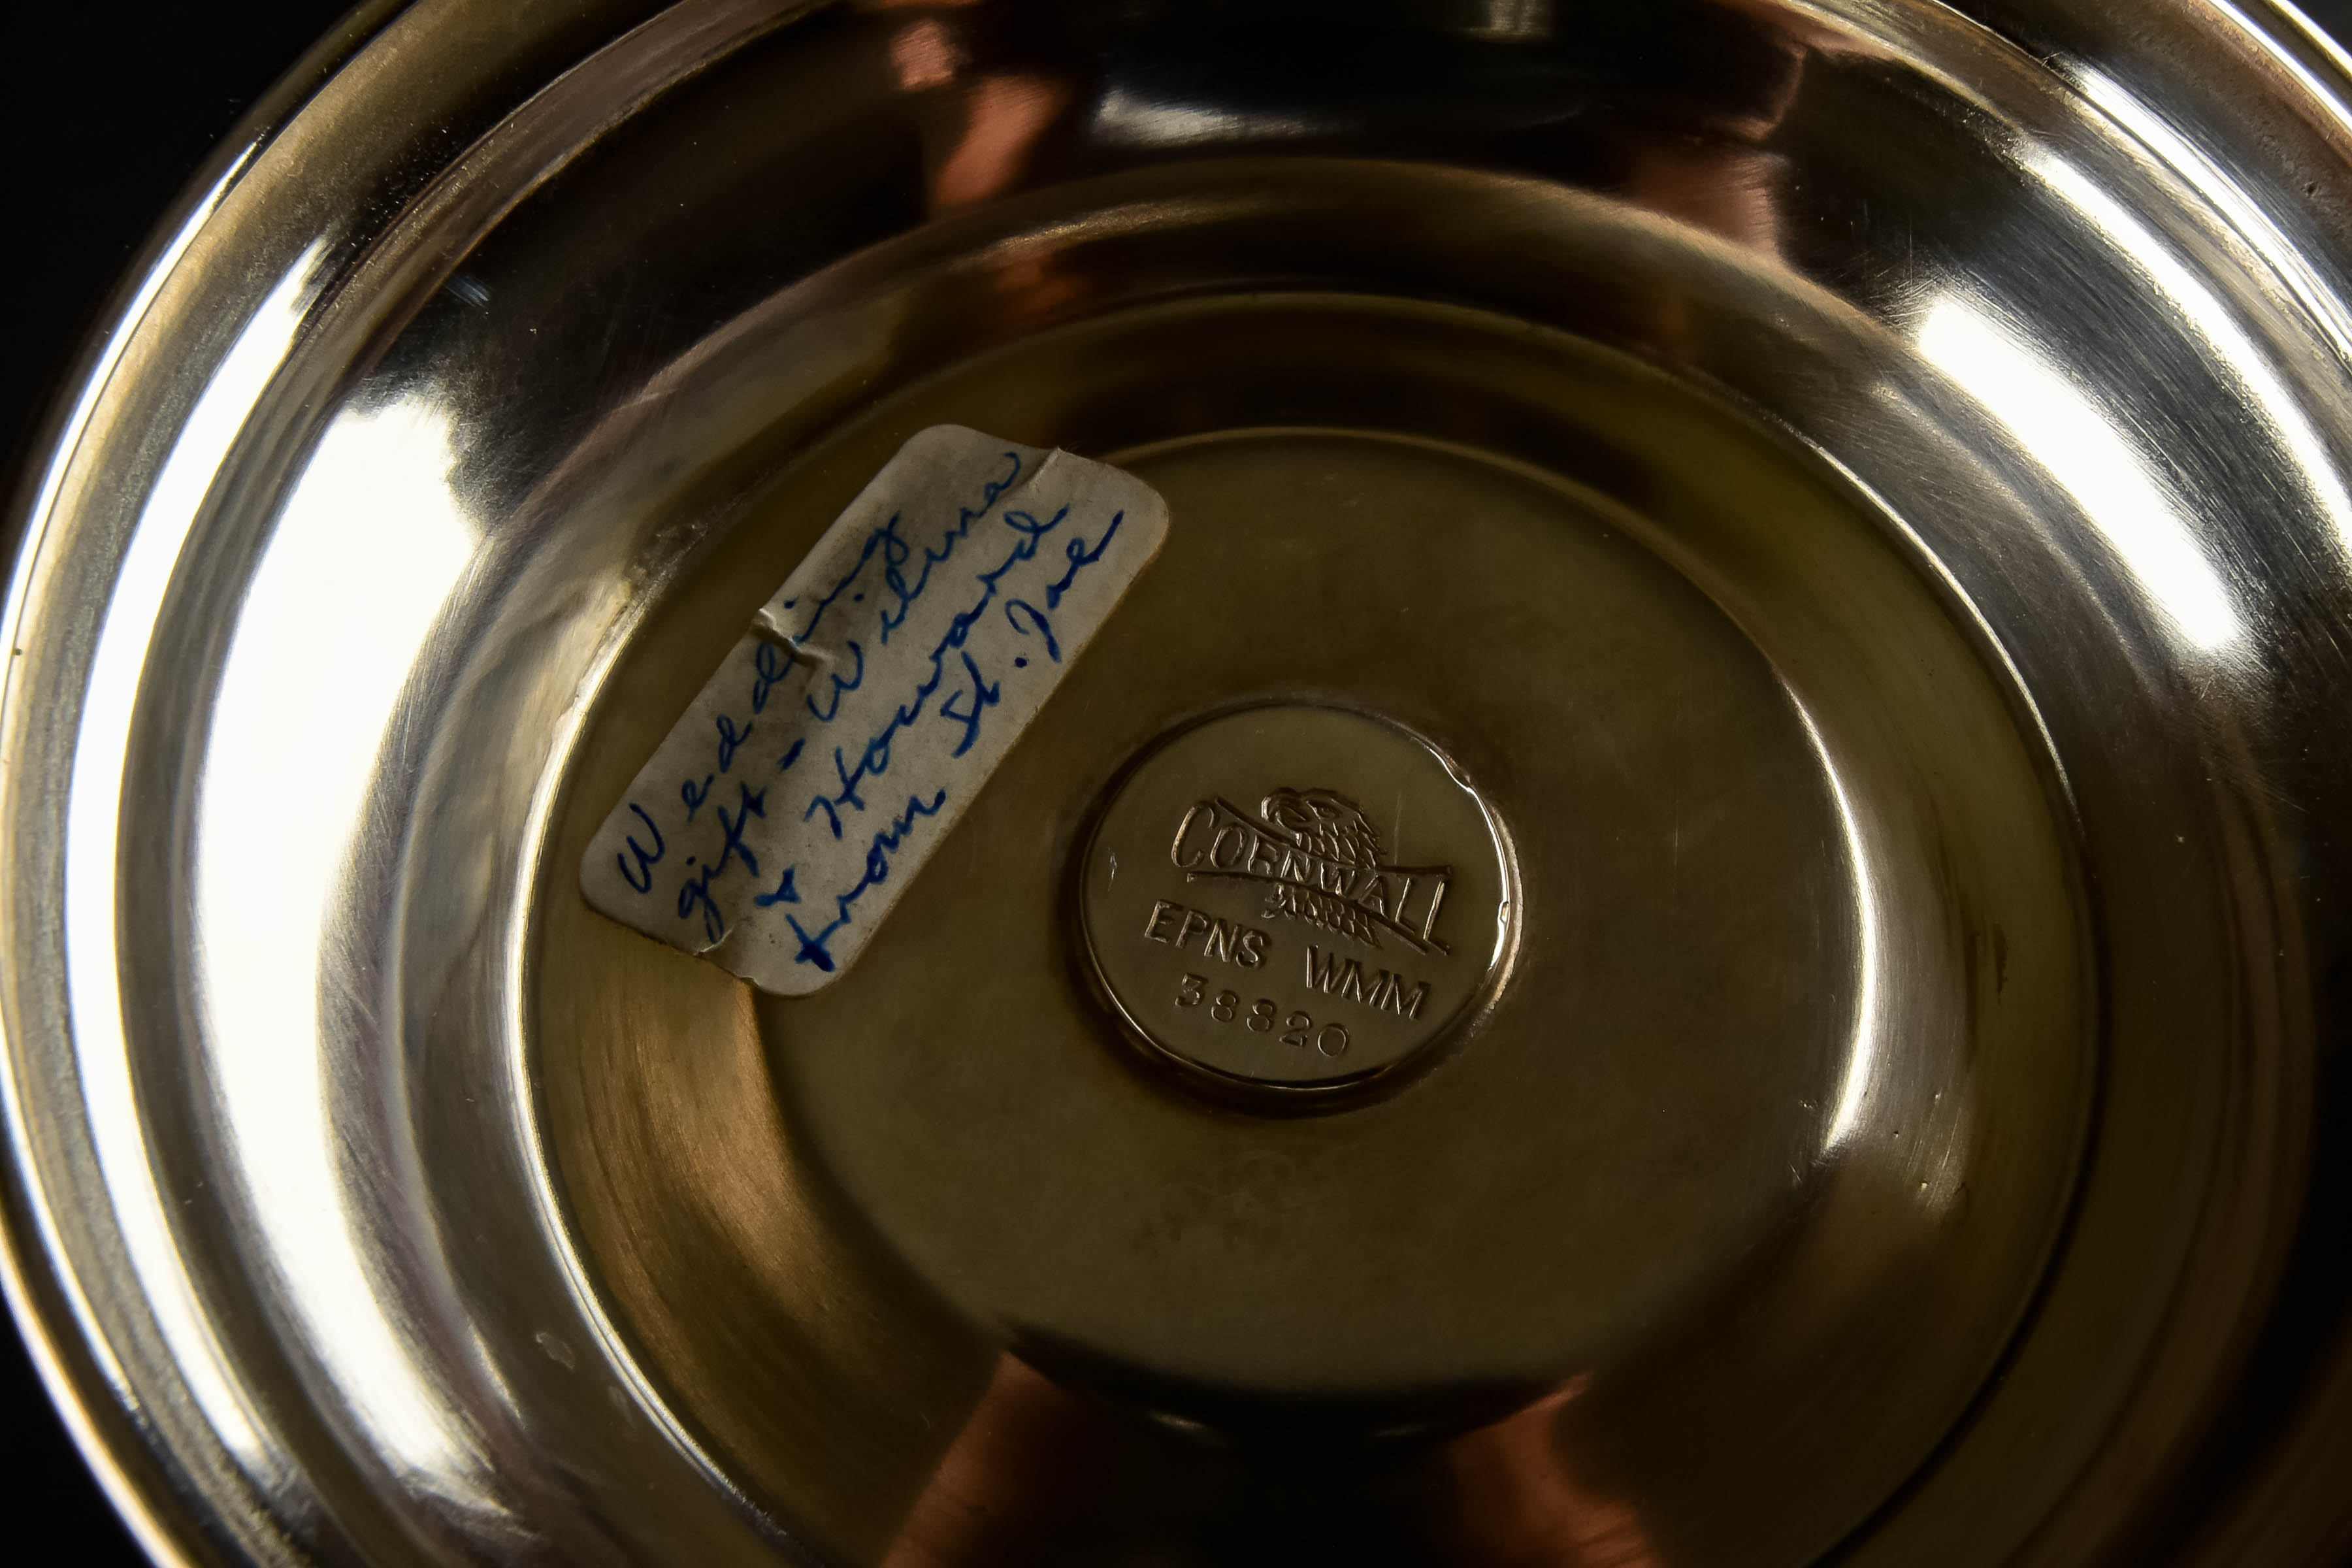 Wedding
gift - Wilma
& Howard
from St. Joe
CORNWALL
EPNS WMM
38820